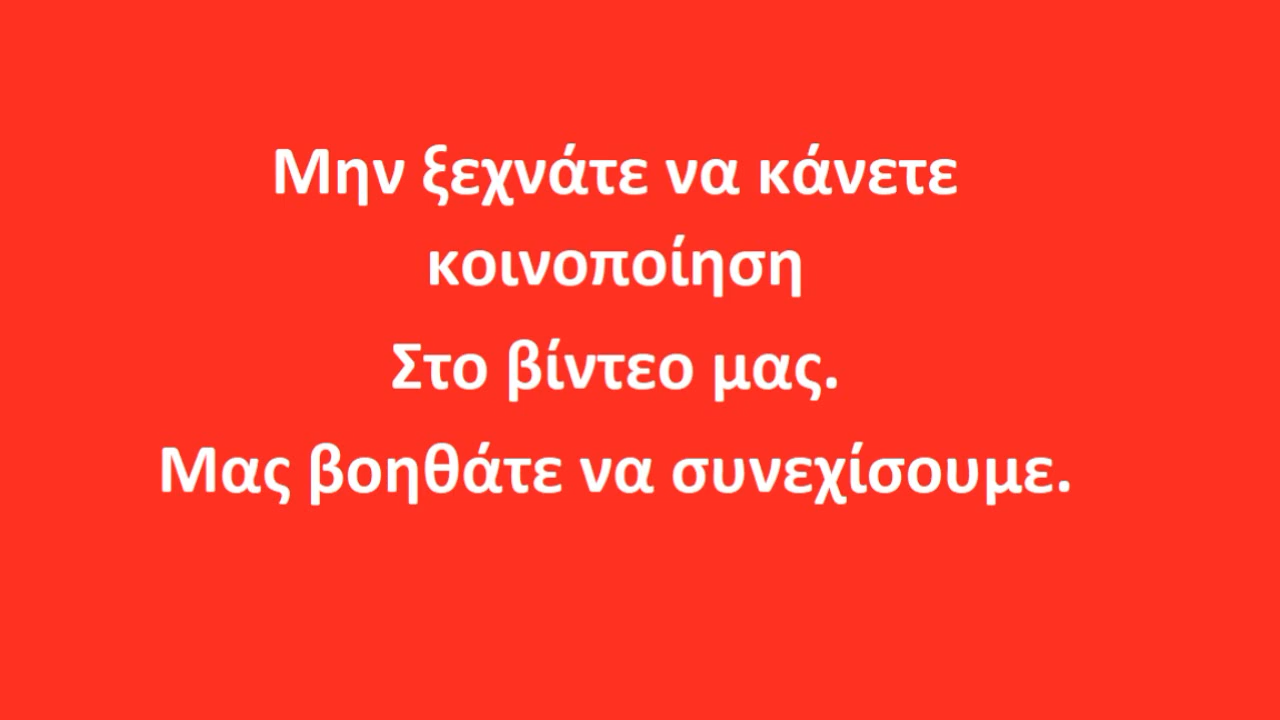 Μην ξεχνάτε να κάνετε
κοινοποίηση
Στο βίντεο μας.
Μας βοηθάτε να συνεχίσουμε.